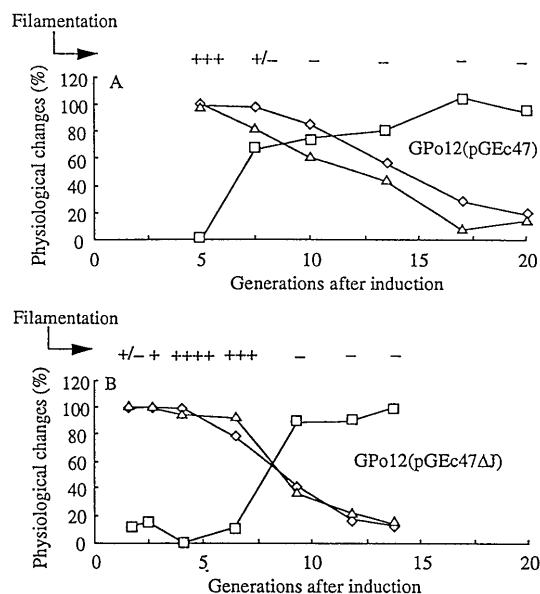 Filamentation
+++ +/− − − − −
Physiological changes (%)
120
100
80
60
40
20
0
A
GPo12(pGEc47)
0 5 10 15 20
Generations after induction
Filamentation
+/− + ++++ +++ − − −
Physiological changes (%)
120
100
80
60
40
20
0
B
GPo12(pGEc47ΔJ)
0 5 10 15 20
Generations after induction